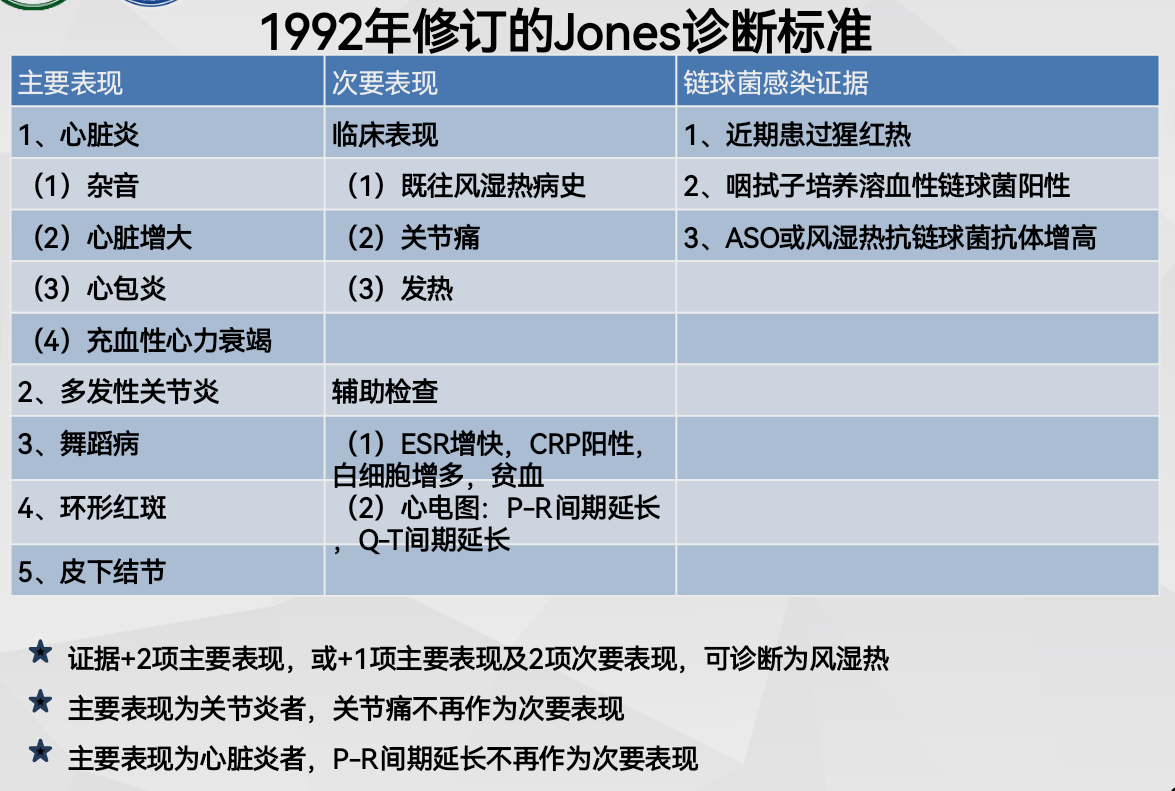 1992年修订的Jones诊断标准
主要表现 次要表现 链球菌感染证据
1、心脏炎 临床表现 1、近期患过猩红热
（1）杂音 （1）既往风湿热病史 2、咽拭子培养溶血性链球菌阳性
（2）心脏增大 （2）关节痛 3、ASO或风湿热抗链球菌抗体增高
（3）心包炎 （3）发热
（4）充血性心力衰竭
2、多发性关节炎 辅助检查
3、舞蹈病 （1）ESR增快，CRP阳性，
白细胞增多，贫血
4、环形红斑 （2）心电图：P-R间期延长
，Q-T间期延长
5、皮下结节
证据+2项主要表现，或+1项主要表现及2项次要表现，可诊断为风湿热
主要表现为关节炎者，关节痛不再作为次要表现
主要表现为心脏炎者，P-R间期延长不再作为次要表现